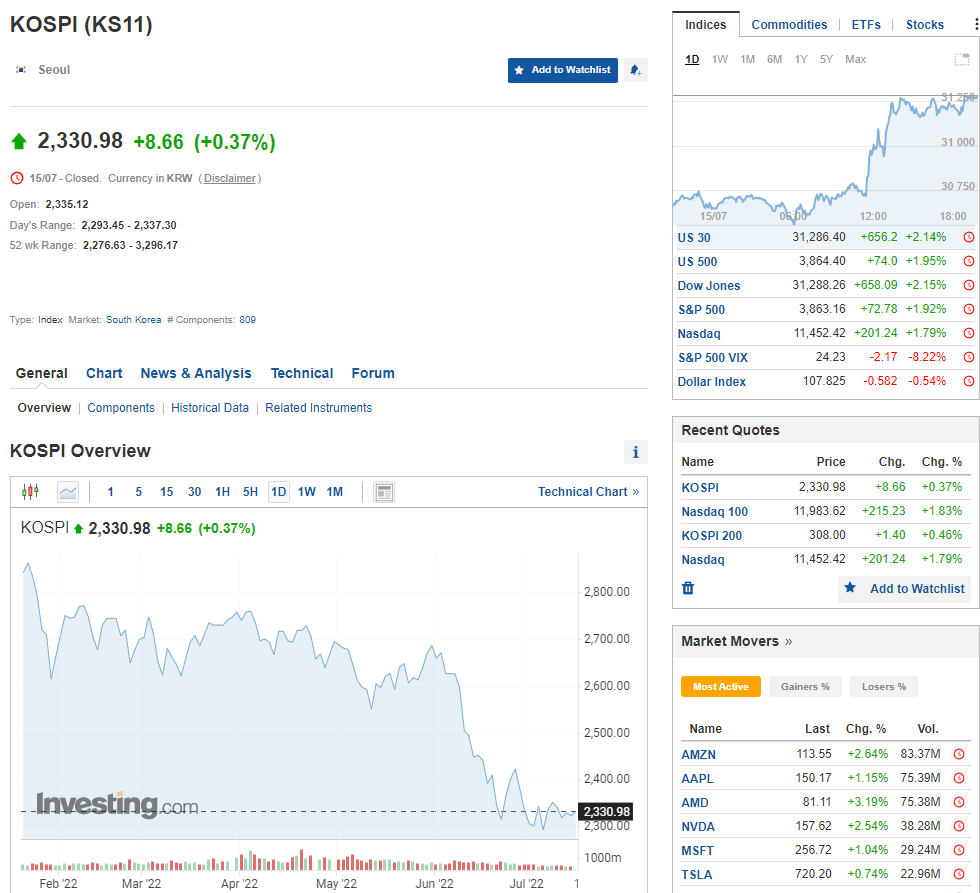 KOSPI (KS11)
Seoul
Add to Watchlist
2,330.98 +8.66 (+0.37%)
15/07 - Closed. Currency in KRW ( Disclaimer )
Open: 2,335.12
Day's Range: 2,293.45 - 2,337.30
52 wk Range: 2,276.63 - 3,296.17
Type: Index Market: South Korea # Components: 809
General Chart News & Analysis Technical Forum
Overview | Components | Historical Data | Related Instruments
KOSPI Overview
i
1 5 15 30 1H 5H 1D 1W 1M
Technical Chart »
KOSPI 2,330.98 +8.66 (+0.37%)
2,800.00
2,700.00
2,600.00
2,500.00
2,400.00
2,330.98
2,300.00
Investing.com
1000m
Feb '22 Mar '22 Apr '22 May '22 Jun '22 Jul '22 1
Indices Commodities ETFs Stocks
1D 1W 1M 6M 1Y 5Y Max
31 250
31 000
30 750
15/07 06:00 12:00 18:00
US 30 31,286.40 +656.2 +2.14%
US 500 3,864.40 +74.0 +1.95%
Dow Jones 31,288.26 +658.09 +2.15%
S&P 500 3,863.16 +72.78 +1.92%
Nasdaq 11,452.42 +201.24 +1.79%
S&P 500 VIX 24.23 -2.17 -8.22%
Dollar Index 107.825 -0.582 -0.54%
Recent Quotes
Name Price Chg. Chg. %
KOSPI 2,330.98 +8.66 +0.37%
Nasdaq 100 11,983.62 +215.23 +1.83%
KOSPI 200 308.00 +1.40 +0.46%
Nasdaq 11,452.42 +201.24 +1.79%
Add to Watchlist
Market Movers »
Most Active Gainers % Losers %
Name Last Chg. % Vol.
AMZN 113.55 +2.64% 83.37M
AAPL 150.17 +1.15% 75.39M
AMD 81.11 +3.19% 75.38M
NVDA 157.62 +2.54% 38.28M
MSFT 256.72 +1.04% 29.24M
TSLA 720.20 +0.74% 22.96M